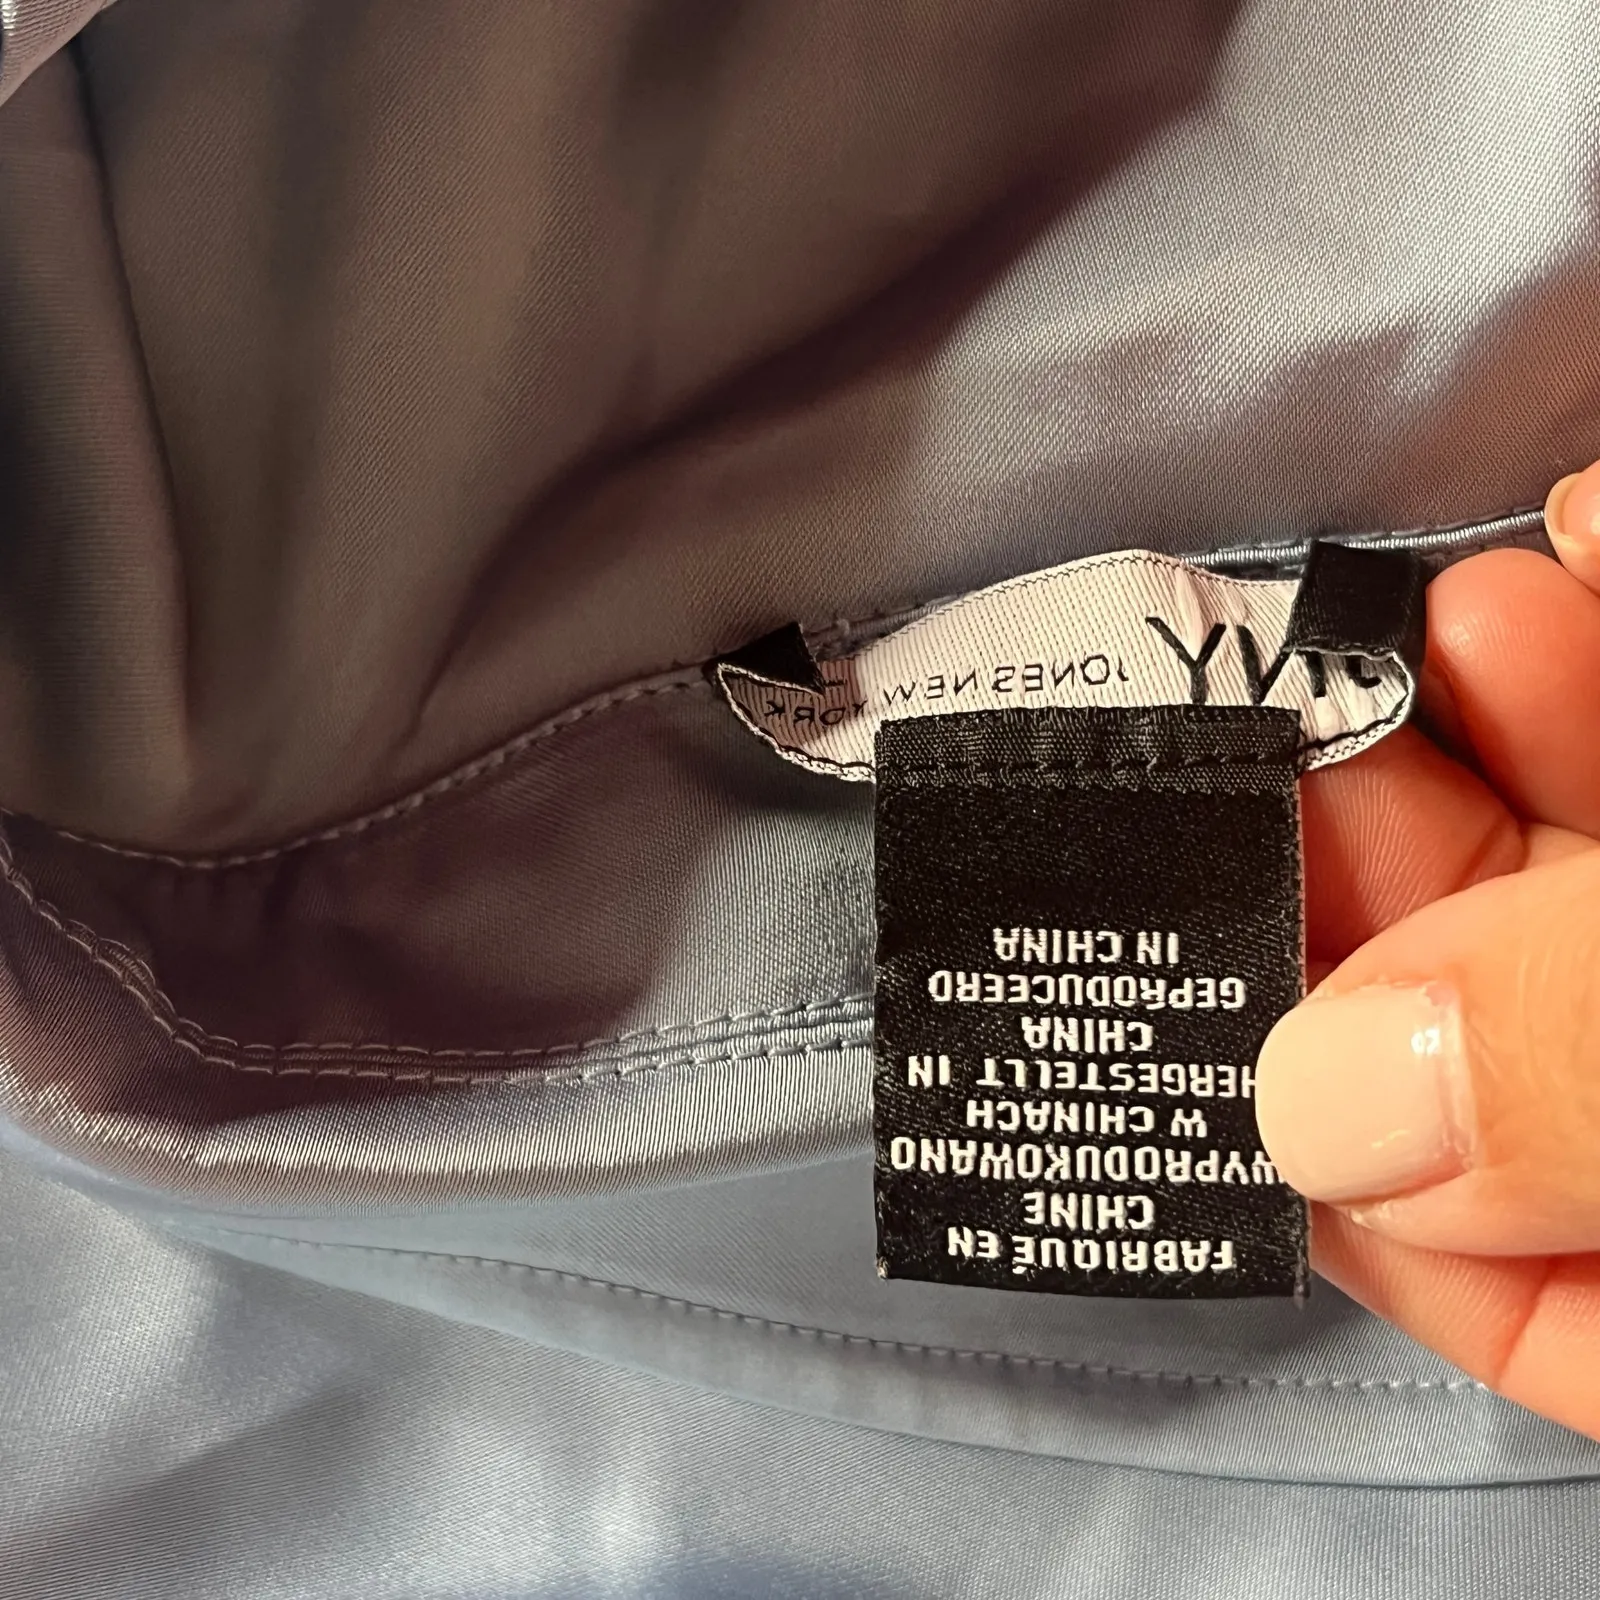 JNY
JONES NEW YORK
FABRIQUÉ EN
CHINE
WYPRODUKOWANO
W CHINACH
HERGESTELLT IN
CHINA
GEPRODUCEERD
IN CHINA